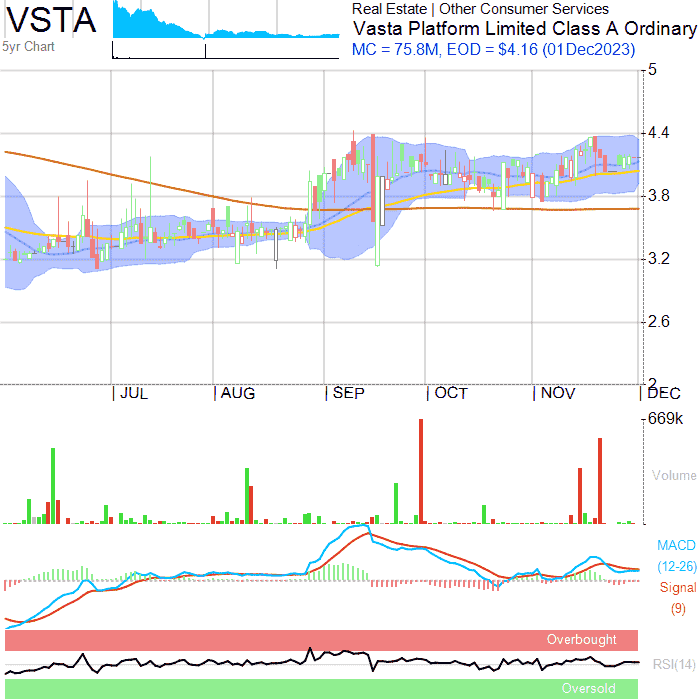 VSTA
5yr Chart
Real Estate | Other Consumer Services
Vasta Platform Limited Class A Ordinary
MC = 75.8M, EOD = $4.16 (01Dec2023)
5
4.4
3.8
3.2
2.6
2
JUL AUG SEP OCT NOV DEC
669k
Volume
MACD
(12-26)
Signal
(9)
Overbought
RSI(14)
Oversold